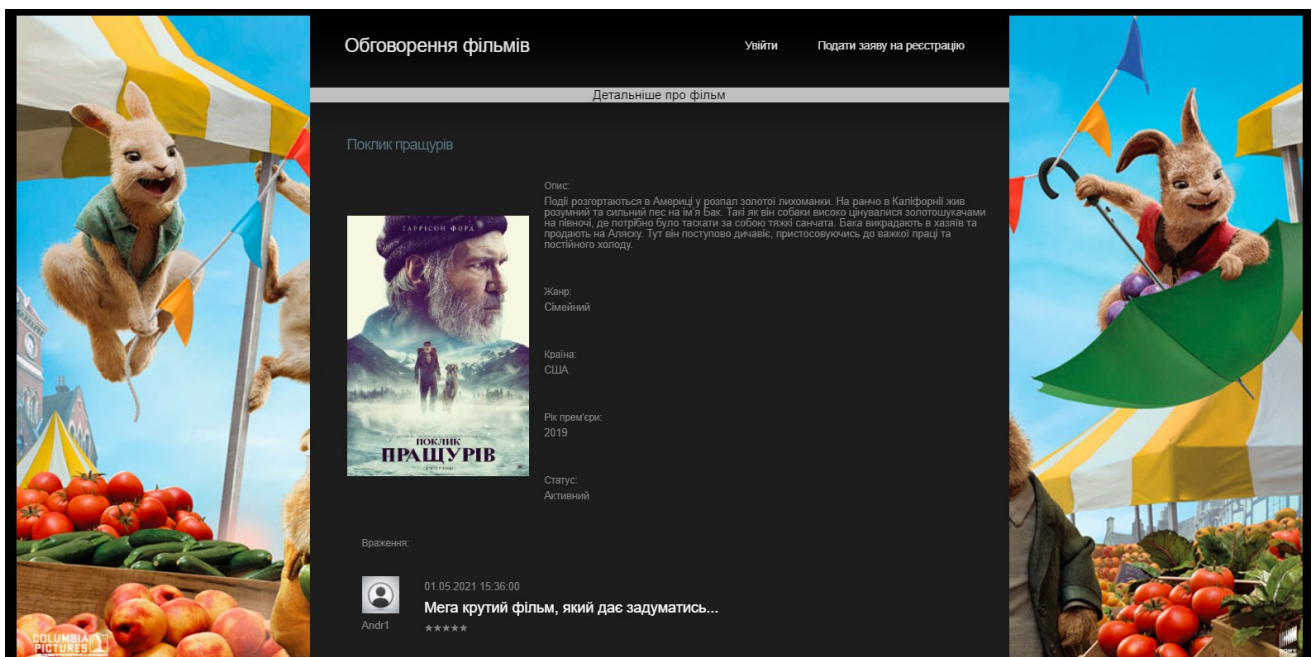 Обговорення фільмів
Увійти
Подати заяву на реєстрацію
Детальніше про фільм
Поклик пращурів
Опис:
Події розгортаються в Америці у розпал золотої лихоманки. На ранчо в Каліфорнії жив
розумний та сильний пес на ім'я Бак. Такі як він собаки високо цінувалися золотошукачами
на півночі, де потрібно було таскати за собою тяжкі санчата. Бака викрадають в хазяїв та
продають на Аляску. Тут він поступово дичавіє, пристосовуючись до важкої праці та
постійного холоду.
ГАРРІСОН ФОРД
ПОКЛИК
ПРАЩУРІВ
Жанр:
Сімейний
Країна:
США
Рік прем'єри:
2019
Статус:
Активний
Враження:
01.05.2021 15:36:00
Мега крутий фільм, який дає задуматись...
★★★★★
Andr1
COLUMBIA
PICTURES